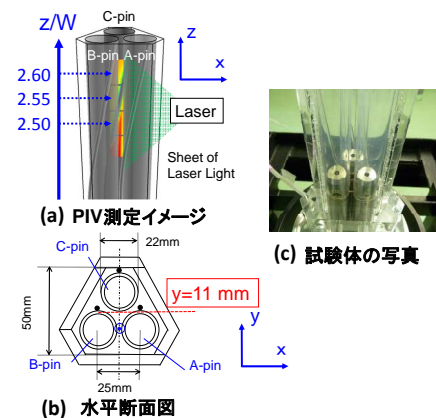 C-pin
z/W
B-pin A-pin
z
x
2.60
2.55
2.50
Laser
Sheet of
Laser Light
(a) PIV測定イメージ
(c) 試験体の写真
C-pin
22mm
y=11 mm
50mm
y
x
B-pin
A-pin
25mm
(b) 水平断面図